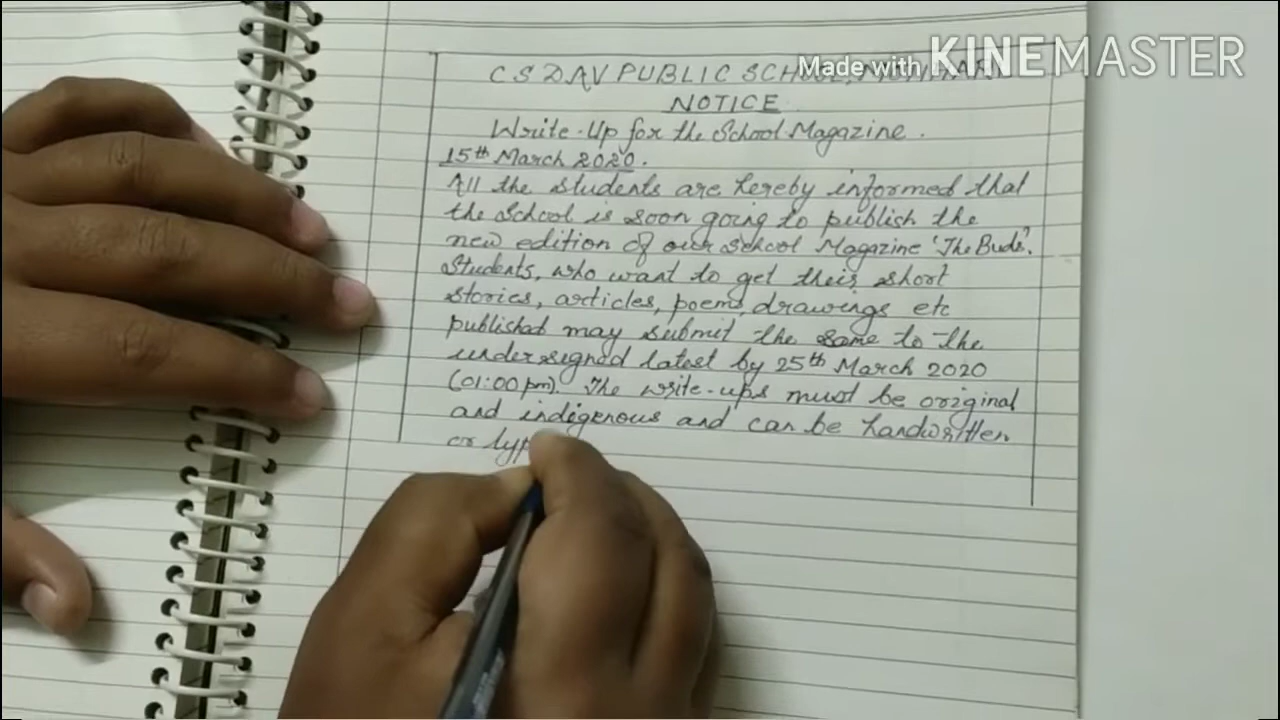 Made with KINEMASTER
C S DAV PUBLIC
NOTICE
Write-Up for the School Magazine.
15th March 2020.
All the students are hereby informed that
the School is soon going to publish the
new edition of our School Magazine 'The Buds'.
Students, who want to get their short
stories, articles, poems, drawings etc
published may submit the same to the
undersigned latest by 25th March 2020
(01:00 pm). The write-ups must be original
and indigenous and can be handwritten
or typ